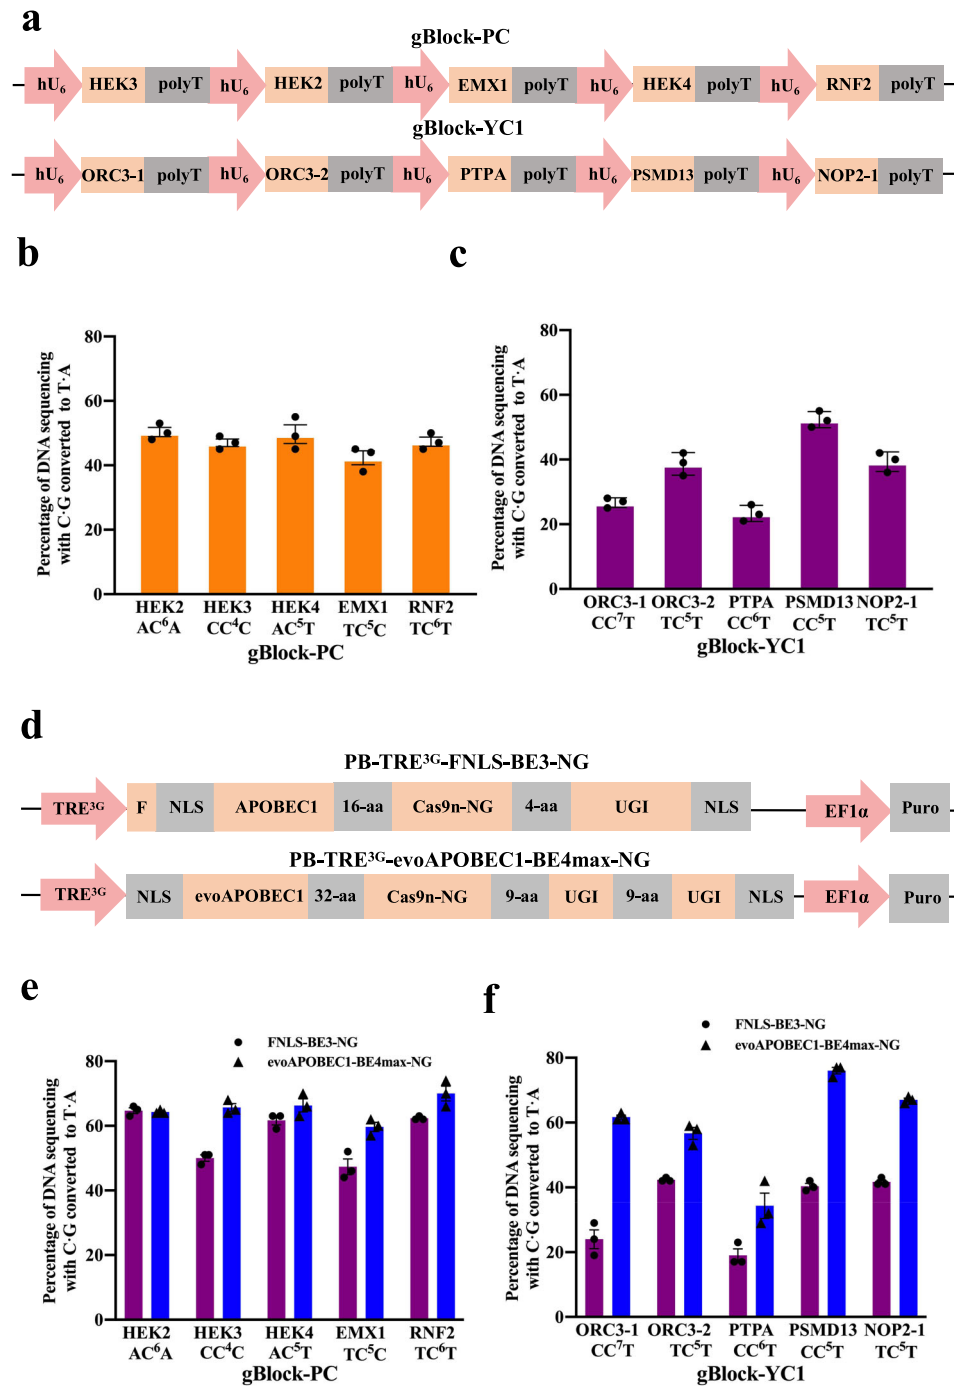 a
gBlock-PC
hU6 HEK3 polyT hU6 HEK2 polyT hU6 EMX1 polyT hU6 HEK4 polyT hU6 RNF2 polyT
gBlock-YC1
hU6 ORC3-1 polyT hU6 ORC3-2 polyT hU6 PTPA polyT hU6 PSMD13 polyT hU6 NOP2-1 polyT
b
Percentage of DNA sequencing
with C·G converted to T·A
80
60
40
20
0
HEK2 HEK3 HEK4 EMX1 RNF2
AC⁶A CC⁴C AC⁵T TC⁵C TC⁶T
gBlock-PC
c
Percentage of DNA sequencing
with C·G converted to T·A
80
60
40
20
0
ORC3-1 ORC3-2 PTPA PSMD13 NOP2-1
CC⁷T TC⁵T CC⁶T CC⁵T TC⁵T
gBlock-YC1
d
PB-TRE³ᴳ-FNLS-BE3-NG
TRE³ᴳ F NLS APOBEC1 16-aa Cas9n-NG 4-aa UGI NLS EF1α Puro
PB-TRE³ᴳ-evoAPOBEC1-BE4max-NG
TRE³ᴳ NLS evoAPOBEC1 32-aa Cas9n-NG 9-aa UGI 9-aa UGI NLS EF1α Puro
e
FNLS-BE3-NG
evoAPOBEC1-BE4max-NG
Percentage of DNA sequencing
with C·G converted to T·A
80
60
40
20
0
HEK2 HEK3 HEK4 EMX1 RNF2
AC⁶A CC⁴C AC⁵T TC⁵C TC⁶T
gBlock-PC
f
FNLS-BE3-NG
evoAPOBEC1-BE4max-NG
Percentage of DNA sequencing
with C·G converted to T·A
80
60
40
20
0
ORC3-1 ORC3-2 PTPA PSMD13 NOP2-1
CC⁷T TC⁵T CC⁶T CC⁵T TC⁵T
gBlock-YC1